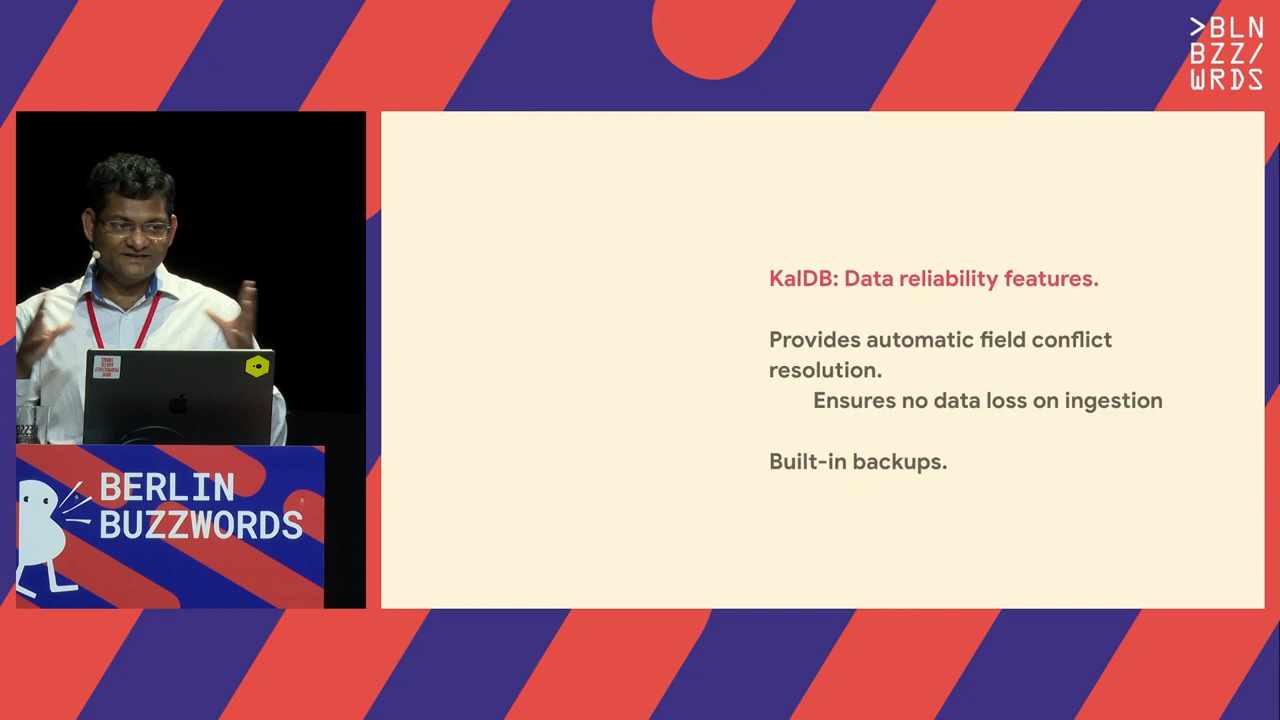 >BLN
BZZ/
WRDS
KalDB: Data reliability features.
Provides automatic field conflict
resolution.
Ensures no data loss on ingestion
Built-in backups.
BERLIN
BUZZWORDS